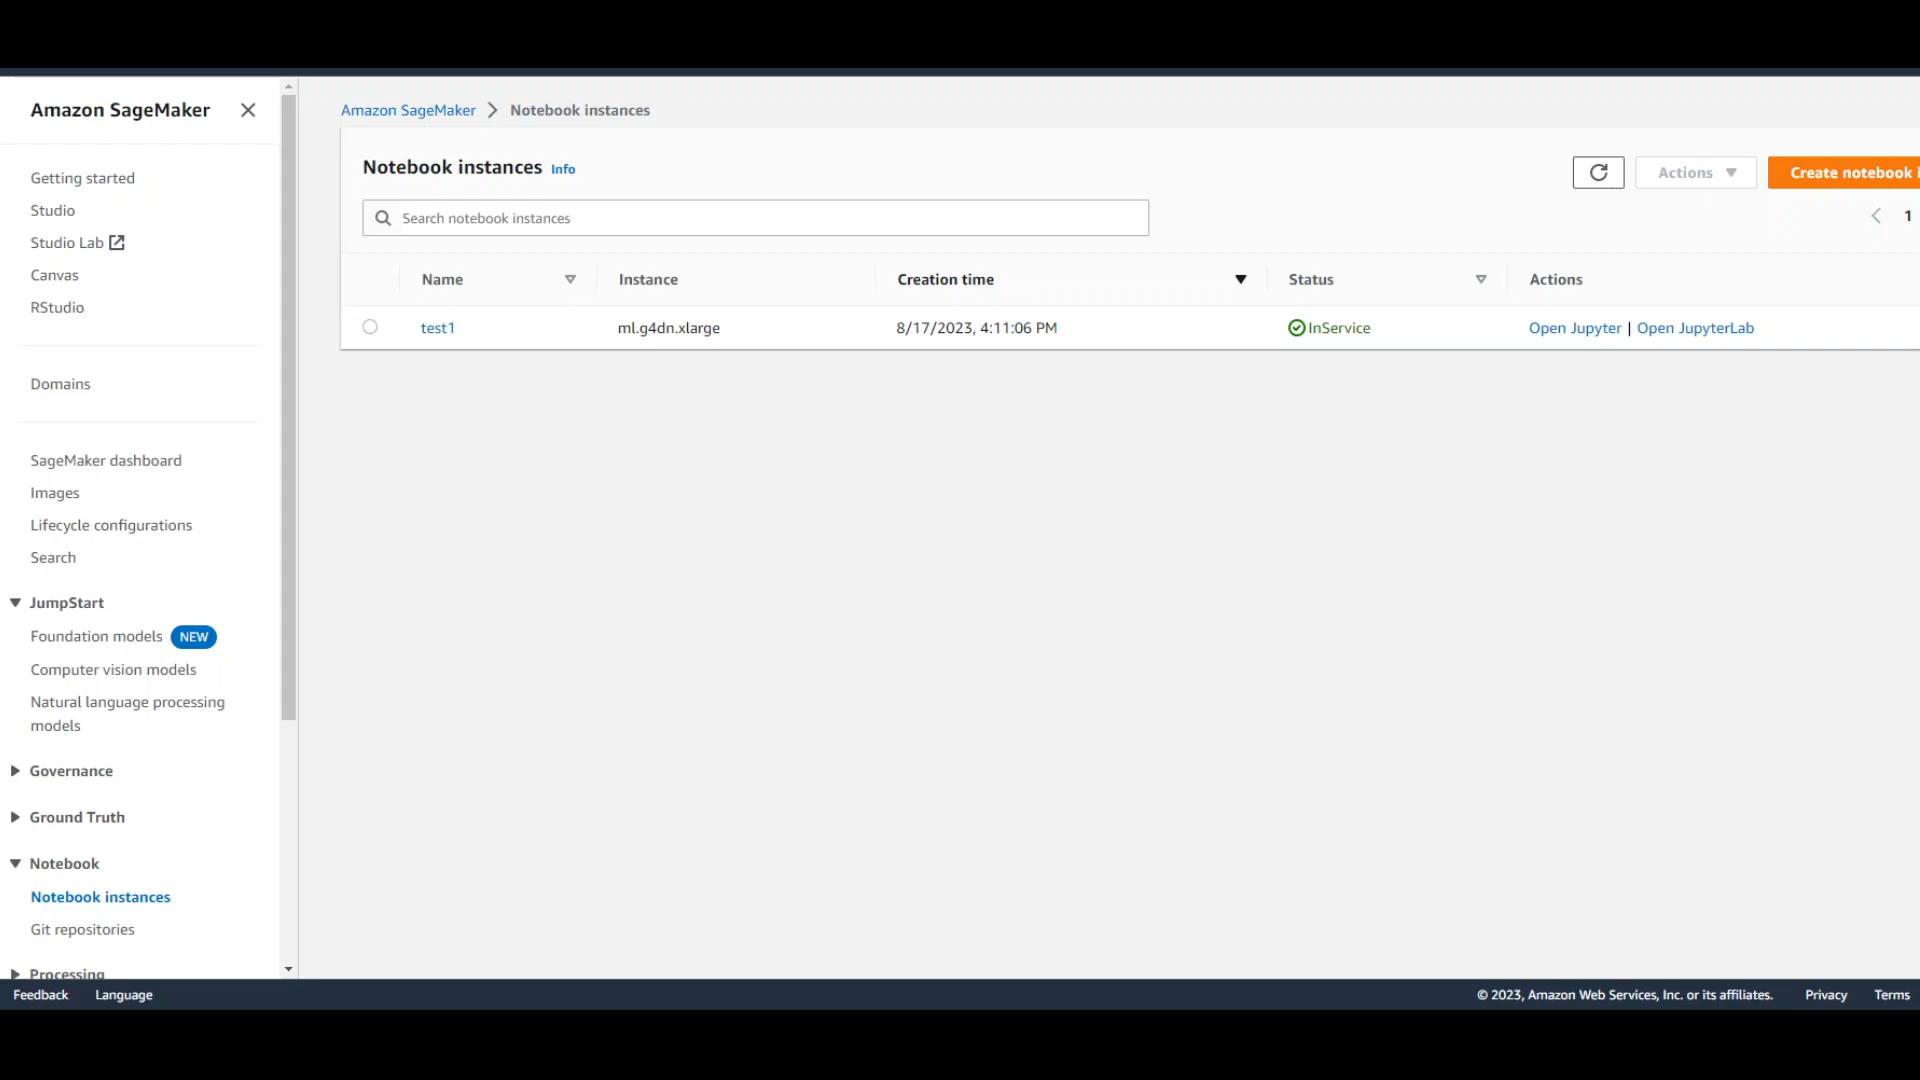 Amazon SageMaker
Getting started
Studio
Studio Lab
Canvas
RStudio
Domains
SageMaker dashboard
Images
Lifecycle configurations
Search
JumpStart
Foundation models NEW
Computer vision models
Natural language processing
models
Governance
Ground Truth
Notebook
Notebook instances
Git repositories
Processing
Amazon SageMaker Notebook instances
Notebook instances Info
Actions
Create notebook i
Search notebook instances
1
Name Instance Creation time Status Actions
test1 ml.g4dn.xlarge 8/17/2023, 4:11:06 PM InService Open Jupyter | Open JupyterLab
Feedback Language © 2023, Amazon Web Services, Inc. or its affiliates. Privacy Terms